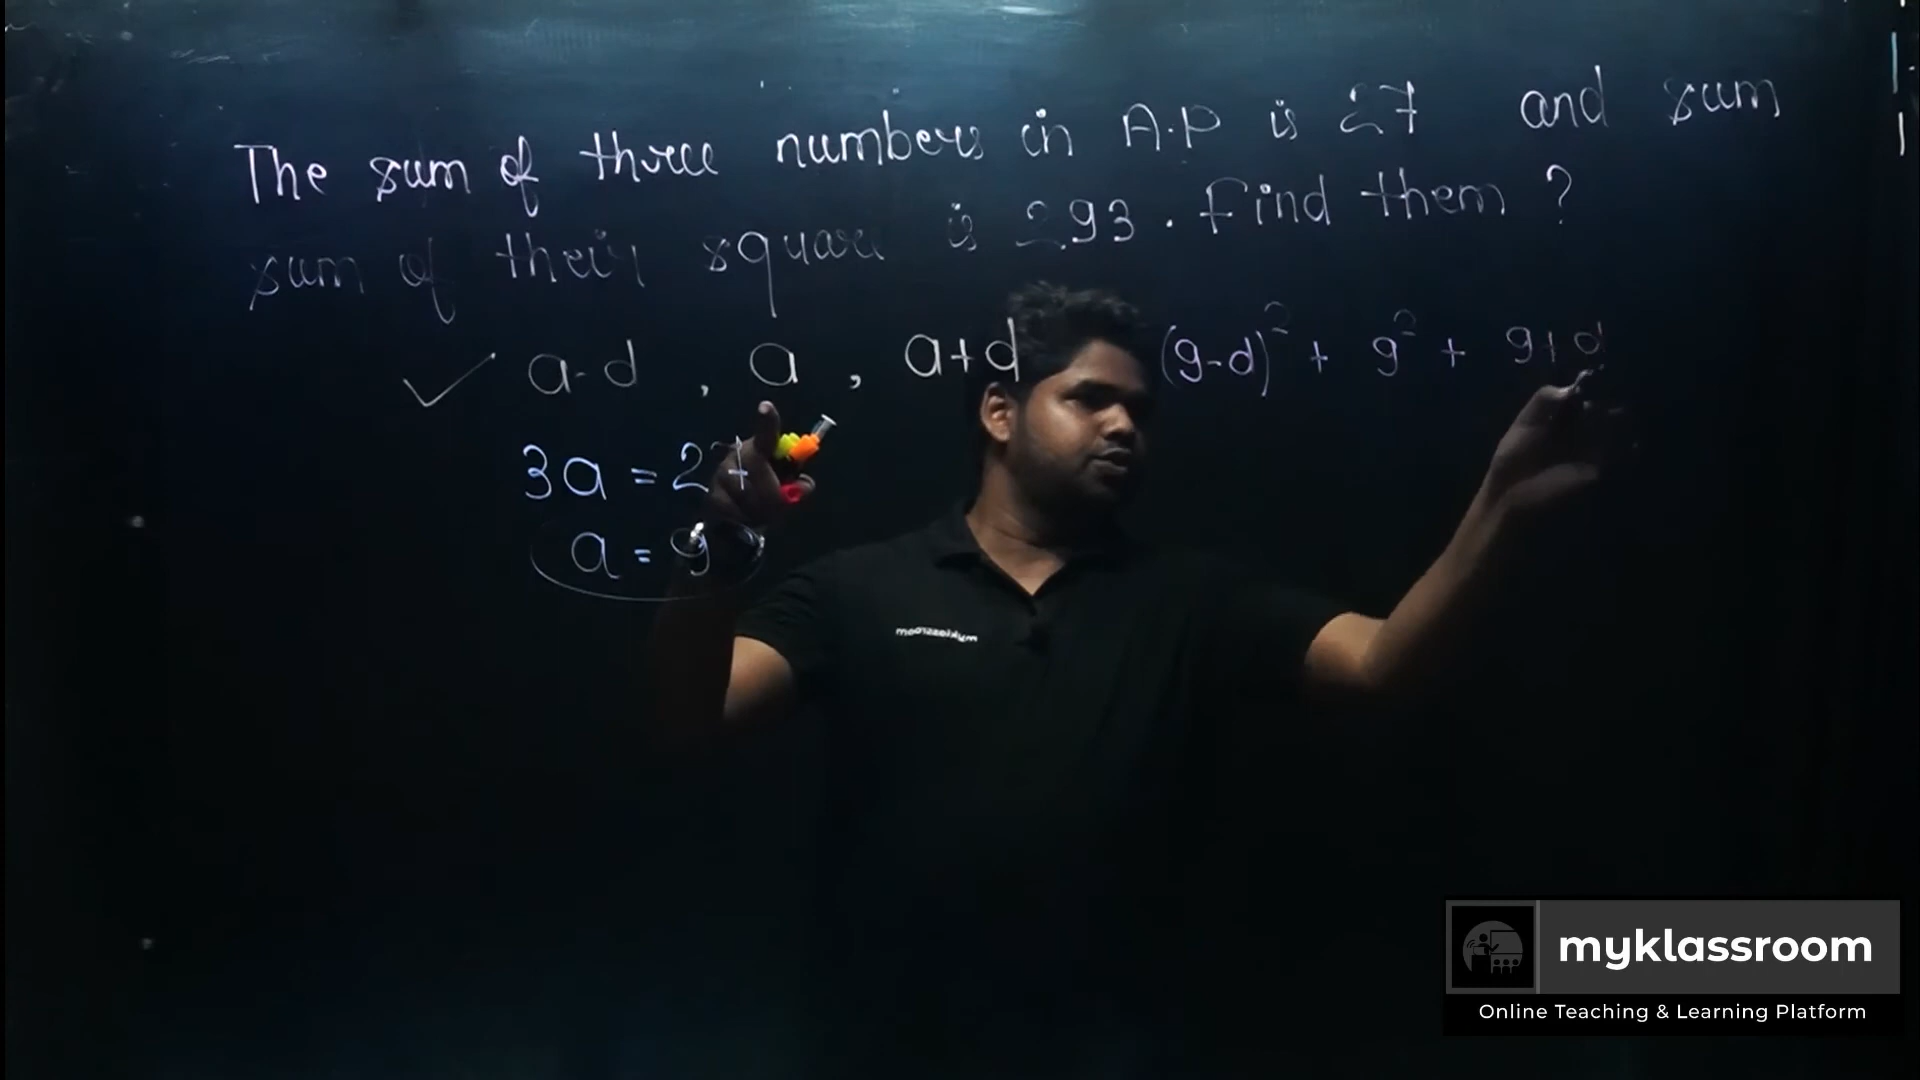 The sum of three numbers in A.P is 27 and sum
sum of their square is 293. Find them ?
a-d , a , a+d (9-d)² + 9² + 9+d
3a = 27
a = 9
myklassroom
myklassroom
Online Teaching & Learning Platform